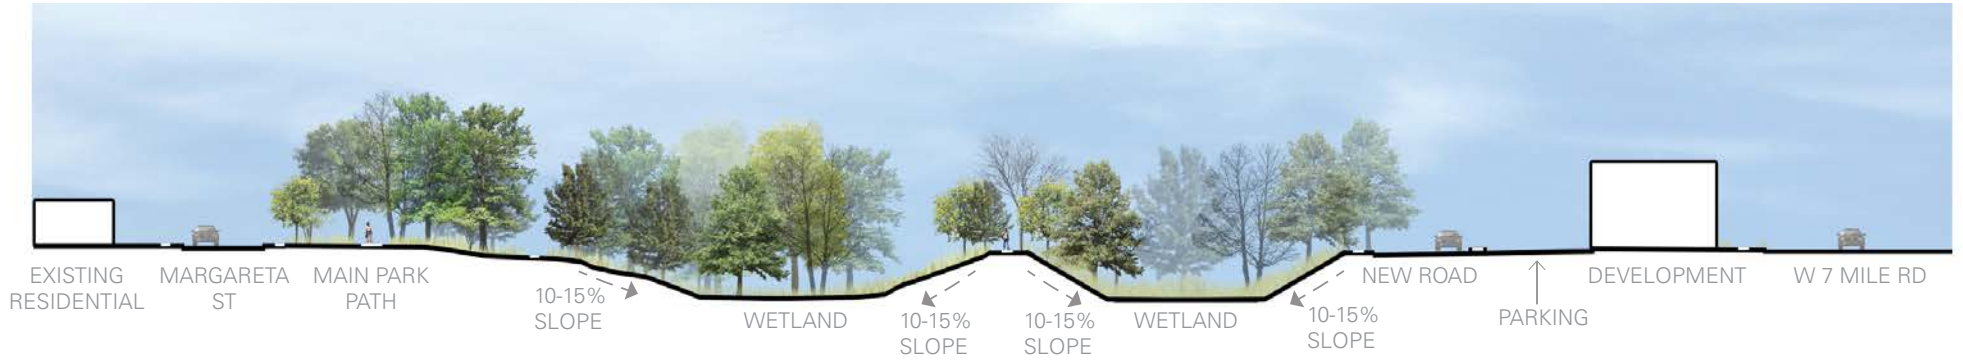 EXISTING
RESIDENTIAL
MARGARETA
ST
MAIN PARK
PATH
10-15%
SLOPE
WETLAND
10-15%
SLOPE
10-15%
SLOPE
WETLAND
10-15%
SLOPE
NEW ROAD
PARKING
DEVELOPMENT
W 7 MILE RD